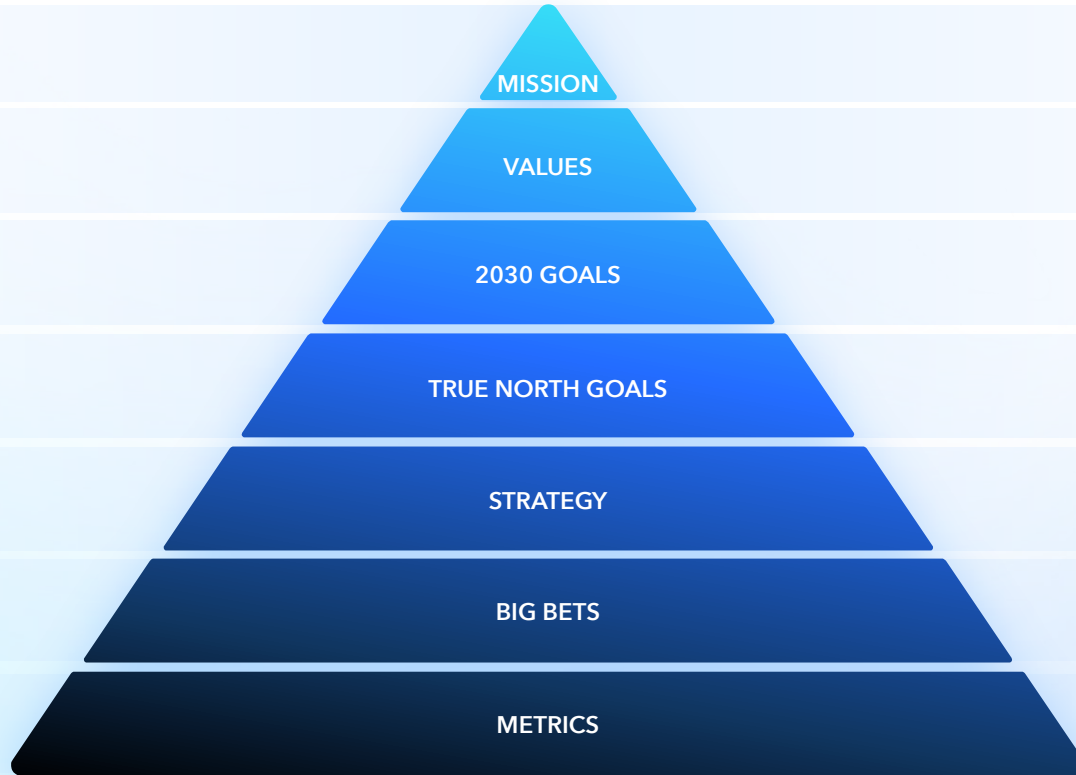 MISSION
VALUES
2030 GOALS
TRUE NORTH GOALS
STRATEGY
BIG BETS
METRICS